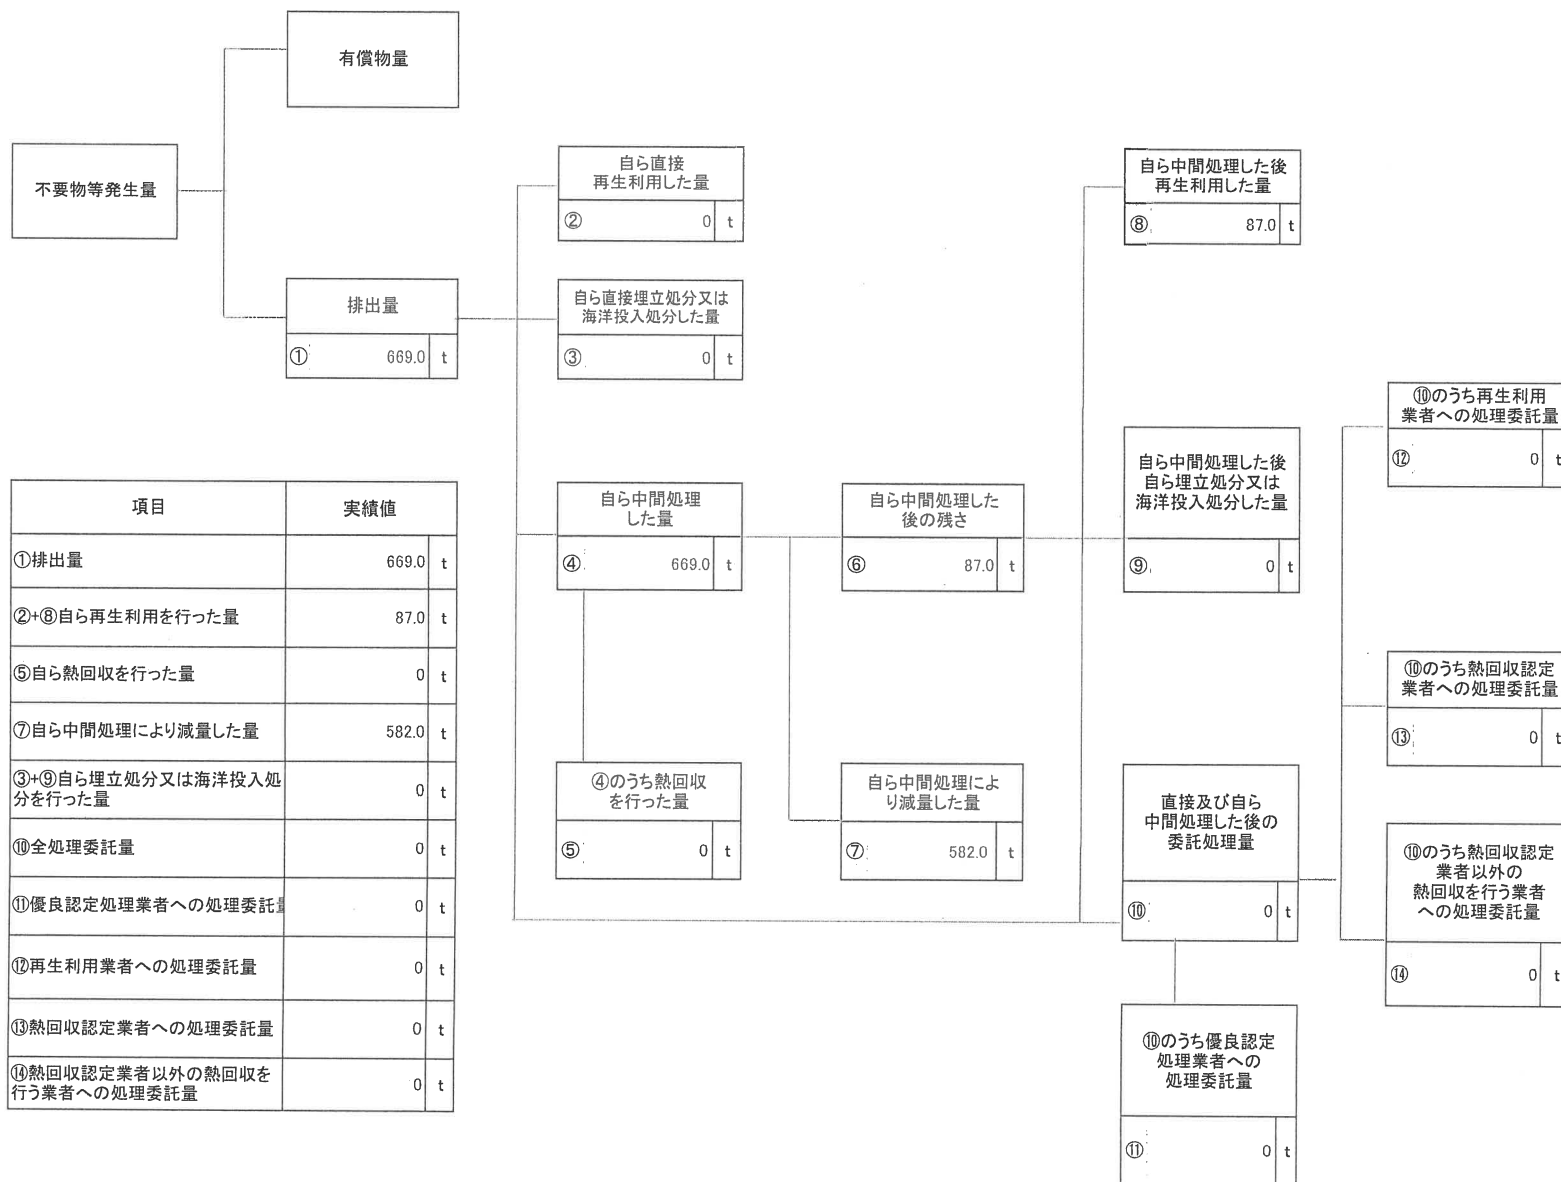 有償物量
不要物等発生量
排出量
① 669.0 t
自ら直接
再生利用した量
② 0 t
自ら直接埋立処分又は
海洋投入処分した量
③ 0 t
自ら中間処理
した量
④ 669.0 t
④のうち熱回収
を行った量
⑤ 0 t
自ら中間処理した
後の残さ
⑥ 87.0 t
自ら中間処理によ
り減量した量
⑦ 582.0 t
自ら中間処理した後
再生利用した量
⑧ 87.0 t
自ら中間処理した後
自ら埋立処分又は
海洋投入処分した量
⑨ 0 t
直接及び自ら
中間処理した後の
委託処理量
⑩ 0 t
⑩のうち優良認定
処理業者への
処理委託量
⑪ 0 t
⑩のうち再生利用
業者への処理委託量
⑫ 0 t
⑩のうち熱回収認定
業者への処理委託量
⑬ 0 t
⑩のうち熱回収認定
業者以外の
熱回収を行う業者
への処理委託量
⑭ 0 t
項目 実績値
①排出量 669.0 t
②+⑧自ら再生利用を行った量 87.0 t
⑤自ら熱回収を行った量 0 t
⑦自ら中間処理により減量した量 582.0 t
③+⑨自ら埋立処分又は海洋投入処
分を行った量 0 t
⑩全処理委託量 0 t
⑪優良認定処理業者への処理委託量 0 t
⑫再生利用業者への処理委託量 0 t
⑬熱回収認定業者への処理委託量 0 t
⑭熱回収認定業者以外の熱回収を
行う業者への処理委託量 0 t